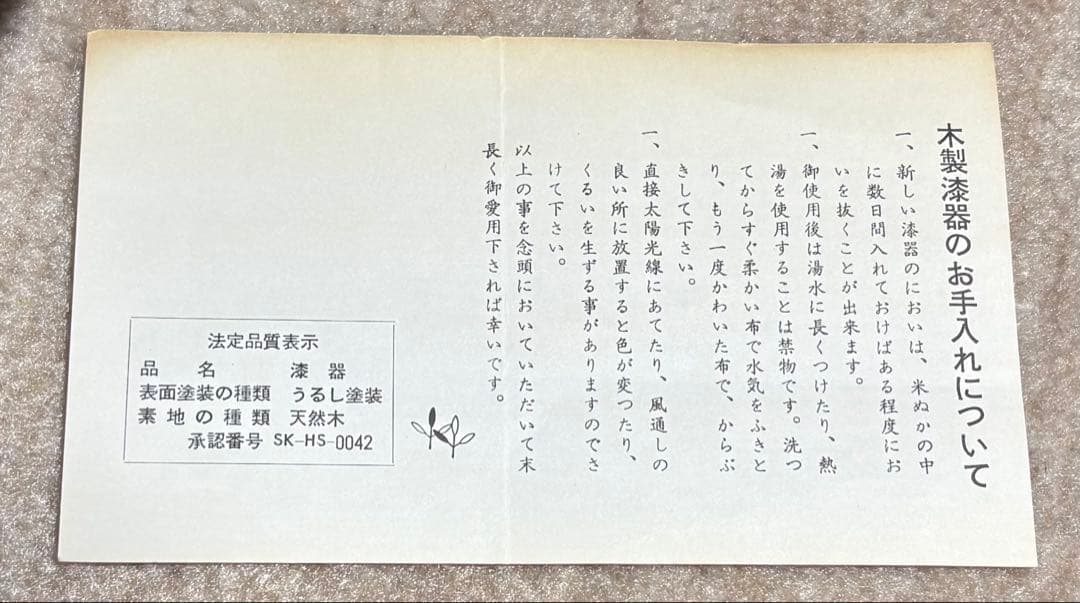 木製漆器のお手入れについて
一、新しい漆器のにおいは、米ぬかの中
に数日間入れておけばある程度にお
いを抜くことが出来ます。
一、御使用後は湯水に長くつけたり、熱
湯を使用することは禁物です。洗つ
てからすぐ柔かい布で水気をふきと
り、もう一度かわいた布で、からぶ
きして下さい。
一、直接太陽光線にあてたり、風通しの
良い所に放置すると色が変つたり、
くるいを生ずる事がありますのでさ
けて下さい。
以上の事を念頭においていただいて末
長く御愛用下されば幸いです。
法定品質表示
品名 漆器
表面塗装の種類 うるし塗装
素地の種類 天然木
承認番号 SK-HS-0042